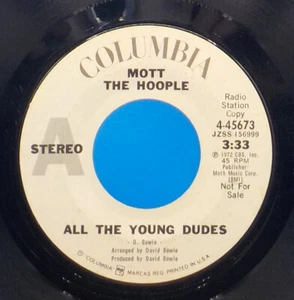 COLUMBIA
MOTT
THE HOOPLE
Radio
Station
Copy
4-45673
JZSS 156999
3:33
℗ 1972 CBS, Inc.
45 RPM
Publisher:
Moth Music Corp.
(BMI)
Not For
Sale
A
STEREO
ALL THE YOUNG DUDES
- D. Bowie -
Arranged by David Bowie
Produced by David Bowie
® "COLUMBIA" MARCAS REG. PRINTED IN U.S.A.